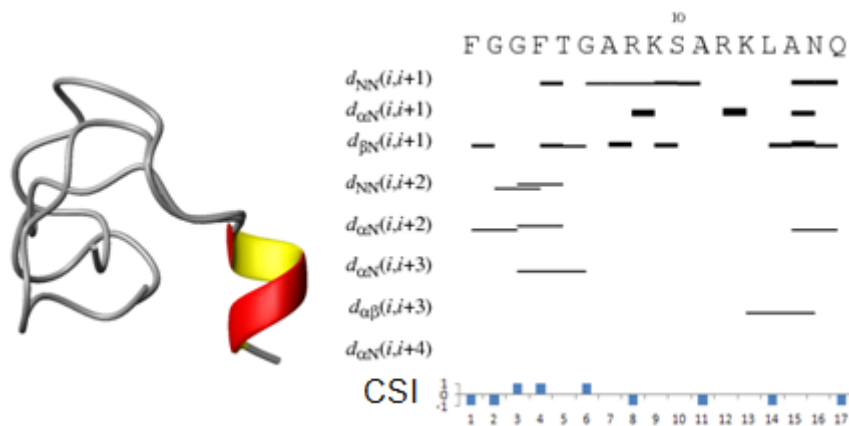 10
FGGFTGARKSARKLANQ
dNN(i,i+1)
dαN(i,i+1)
dβN(i,i+1)
dNN(i,i+2)
dαN(i,i+2)
dαN(i,i+3)
dαβ(i,i+3)
dαN(i,i+4)
CSI
1
0
-1
1 2 3 4 5 6 7 8 9 10 11 12 13 14 15 16 17